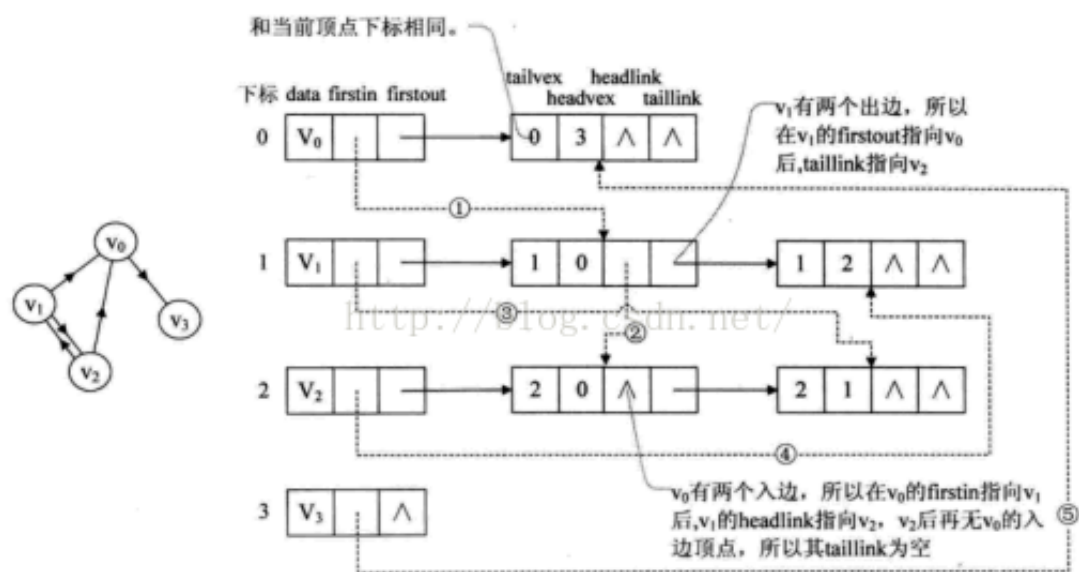 和当前顶点下标相同。
tailvex headlink
下标 data firstin firstout headvex taillink
0 V₀ 0 3 ∧ ∧
v₁有两个出边，所以
在v₁的firstout指向v₀
后,taillink指向v₂
①
v₀
1 V₁ 1 0 1 2 ∧ ∧
v₁
v₃
③
http://blog.csdn.net/
②
v₂
2 V₂ 2 0 ∧ 2 1 ∧ ∧
④
3 V₃ ∧
v₀有两个入边，所以在v₀的firstin指向v₁
后,v₁的headlink指向v₂，v₂后再无v₀的入
边顶点，所以其taillink为空
⑤